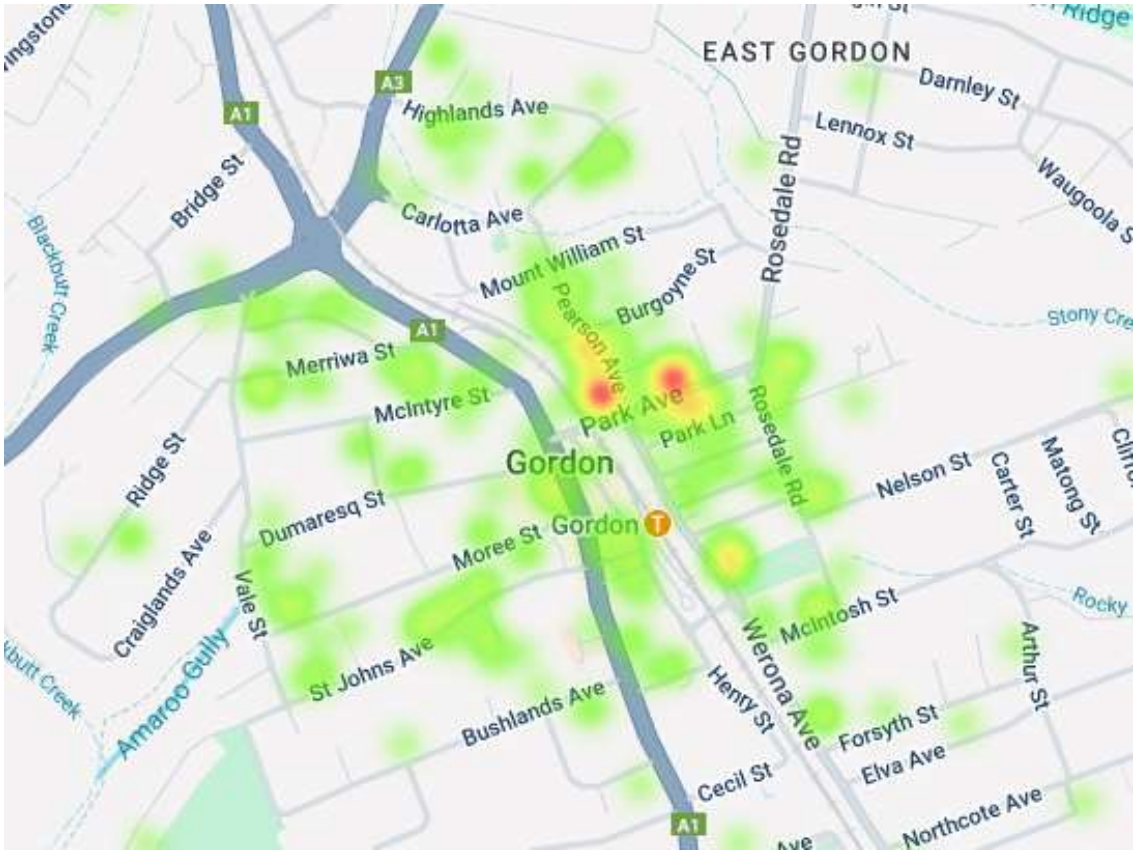 Ridge
EAST GORDON
Darnley St
Lennox St
Waugoola S
A3
A1
Highlands Ave
Bridge St
Rosedale Rd
Carlotta Ave
Blackbutt Creek
Mount William St
Burgoyne St
Pearson Ave
Stony Cre
A1
Merriwa St
McIntyre St
Park Ave
Park Ln
Rosedale Rd
Gordon
Ridge St
Nelson St
Carter St
Matong St
Dumaresq St
Moree St
Gordon
T
Craiglands Ave
Vale St
McIntosh St
Rocky
Amaroo Gully
St Johns Ave
Werona Ave
Arthur St
Henty St
Bushlands Ave
Forsyth St
Elva Ave
Cecil St
A1
Northcote Ave
Ave